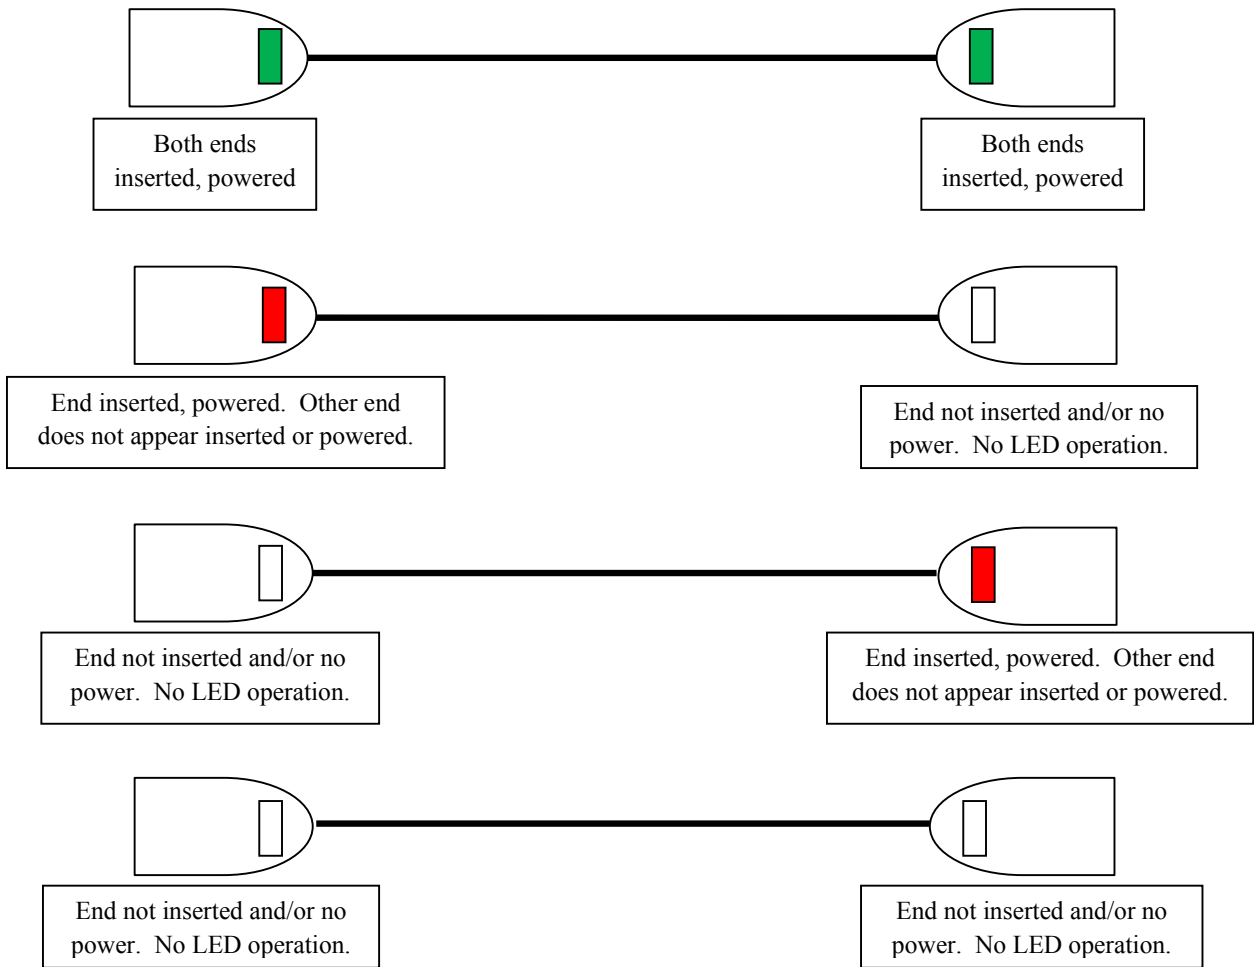 Both ends
inserted, powered
Both ends
inserted, powered
End inserted, powered.  Other end
does not appear inserted or powered.
End not inserted and/or no
power.  No LED operation.
End not inserted and/or no
power.  No LED operation.
End inserted, powered.  Other end
does not appear inserted or powered.
End not inserted and/or no
power.  No LED operation.
End not inserted and/or no
power.  No LED operation.